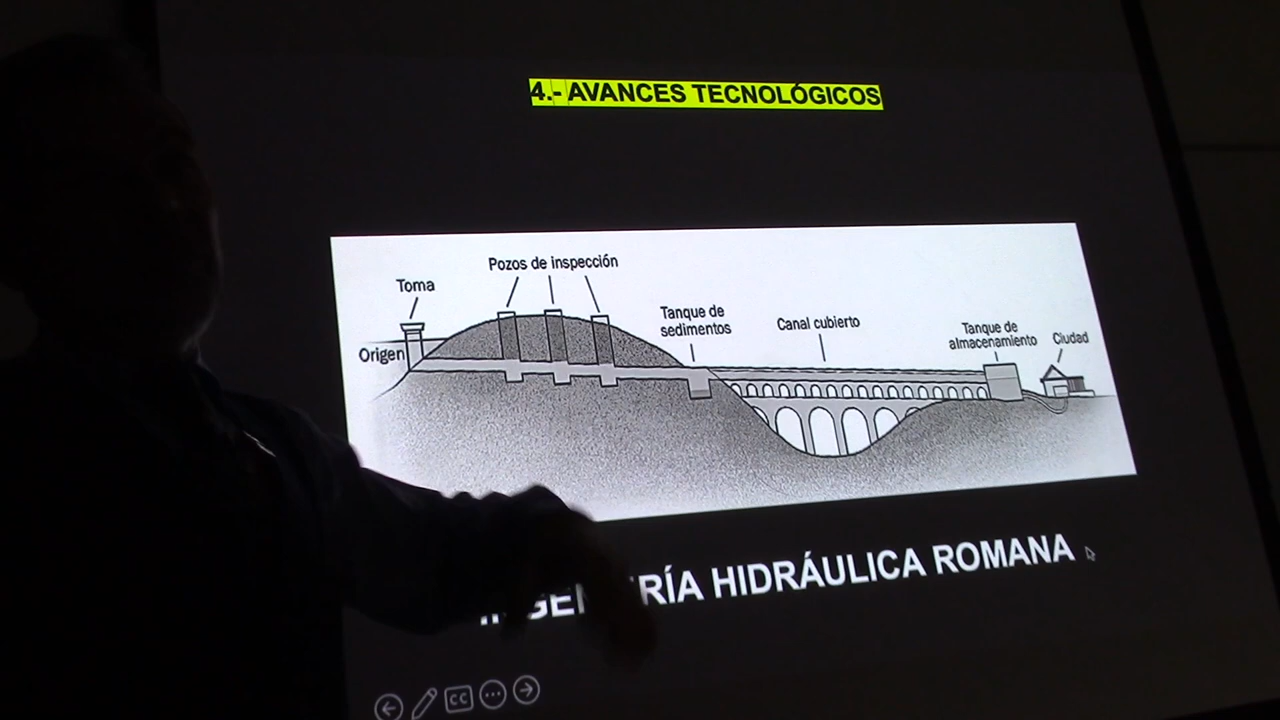 4.- AVANCES TECNOLÓGICOS
Pozos de inspección
Toma
Tanque de
sedimentos
Canal cubierto
Tanque de
almacenamiento
Ciudad
Origen
HIDRÁULICA ROMANA
CC